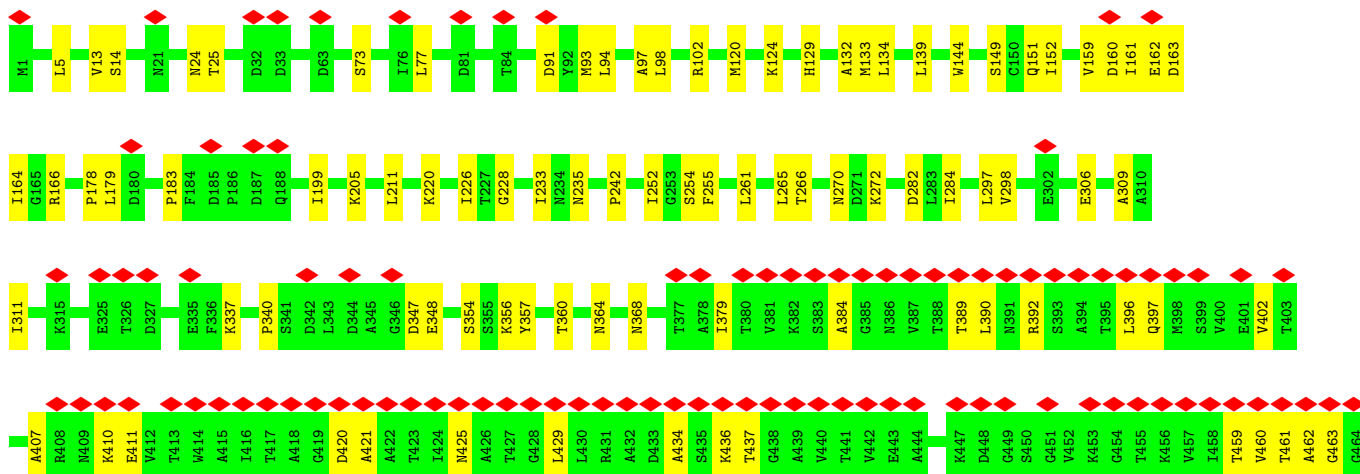 M1 L5 V13 S14 N21 N24 T25 D32 D33 D63 S73 I76 L77 D81 T84 D91 Y92 M93 L94 A97 L98 R102 M120 K124 H129 A132 M133 L134 L139 W144 S149 C150 Q151 I152 V159 D160 I161 E162 D163
I164 G165 R166 P178 L179 D180 P183 F184 D185 P186 D187 Q188 I199 K205 L211 K220 I226 T227 G228 I233 N234 N235 P242 I252 G253 S254 F255 L261 L265 T266 N270 D271 K272 D282 L283 I284 L297 V298 E302 E306 A309 A310
I311 K315 E325 T326 D327 E335 F336 K337 P340 S341 D342 L343 D344 A345 G346 D347 E348 S354 S355 K356 Y357 T360 N364 N368 T377 A378 I379 T380 V381 K382 S383 A384 G385 N386 V387 T388 T389 L390 N391 R392 S393 A394 T395 L396 Q397 M398 S399 V400 E401 V402 T403
A407 R408 N409 K410 E411 V412 T413 W414 A415 I416 T417 A418 G419 D420 A421 A422 T423 I424 N425 A426 T427 G428 L429 L430 R431 A432 D433 A434 S435 K436 T437 G438 A439 V440 T441 V442 E443 A444 K447 D448 G449 S450 G451 V452 K453 G454 T455 K456 V457 I458 T459 V460 T461 A462 G463 G464